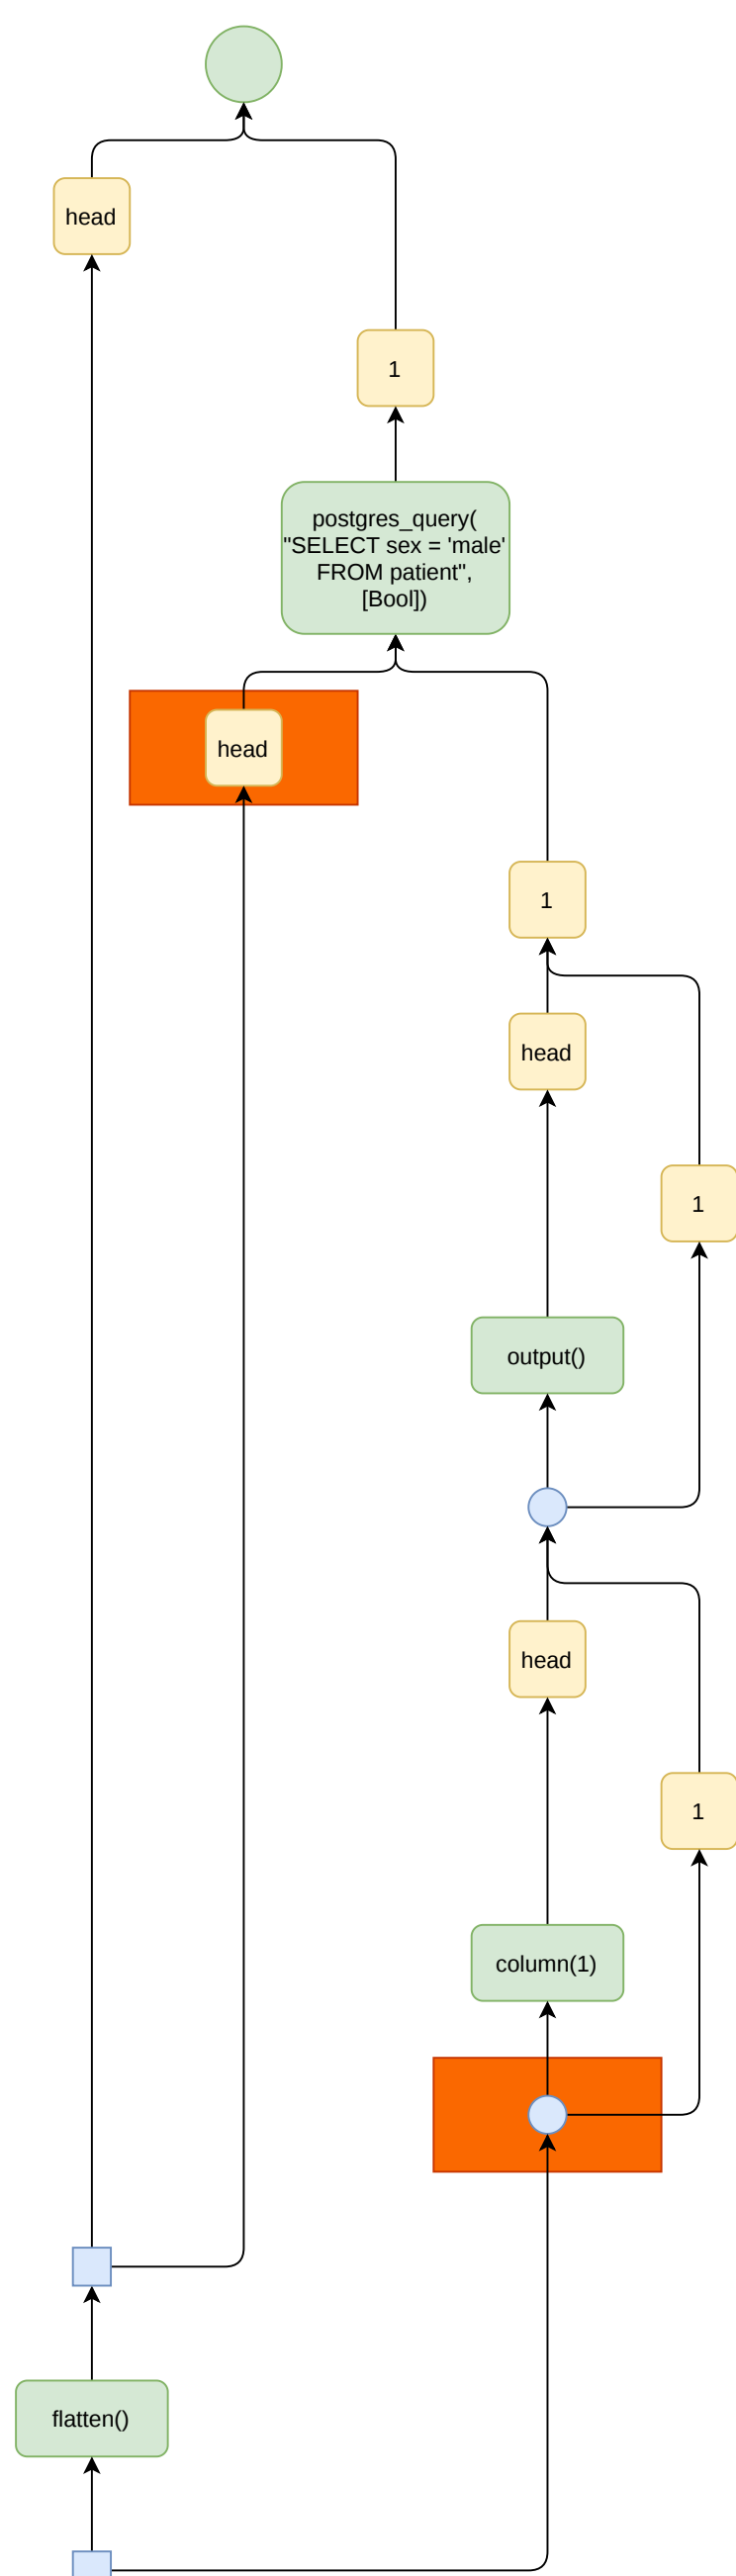 head
1
postgres_query(
"SELECT sex = 'male'
FROM patient",
[Bool])
head
1
head
1
output()
head
1
column(1)
flatten()